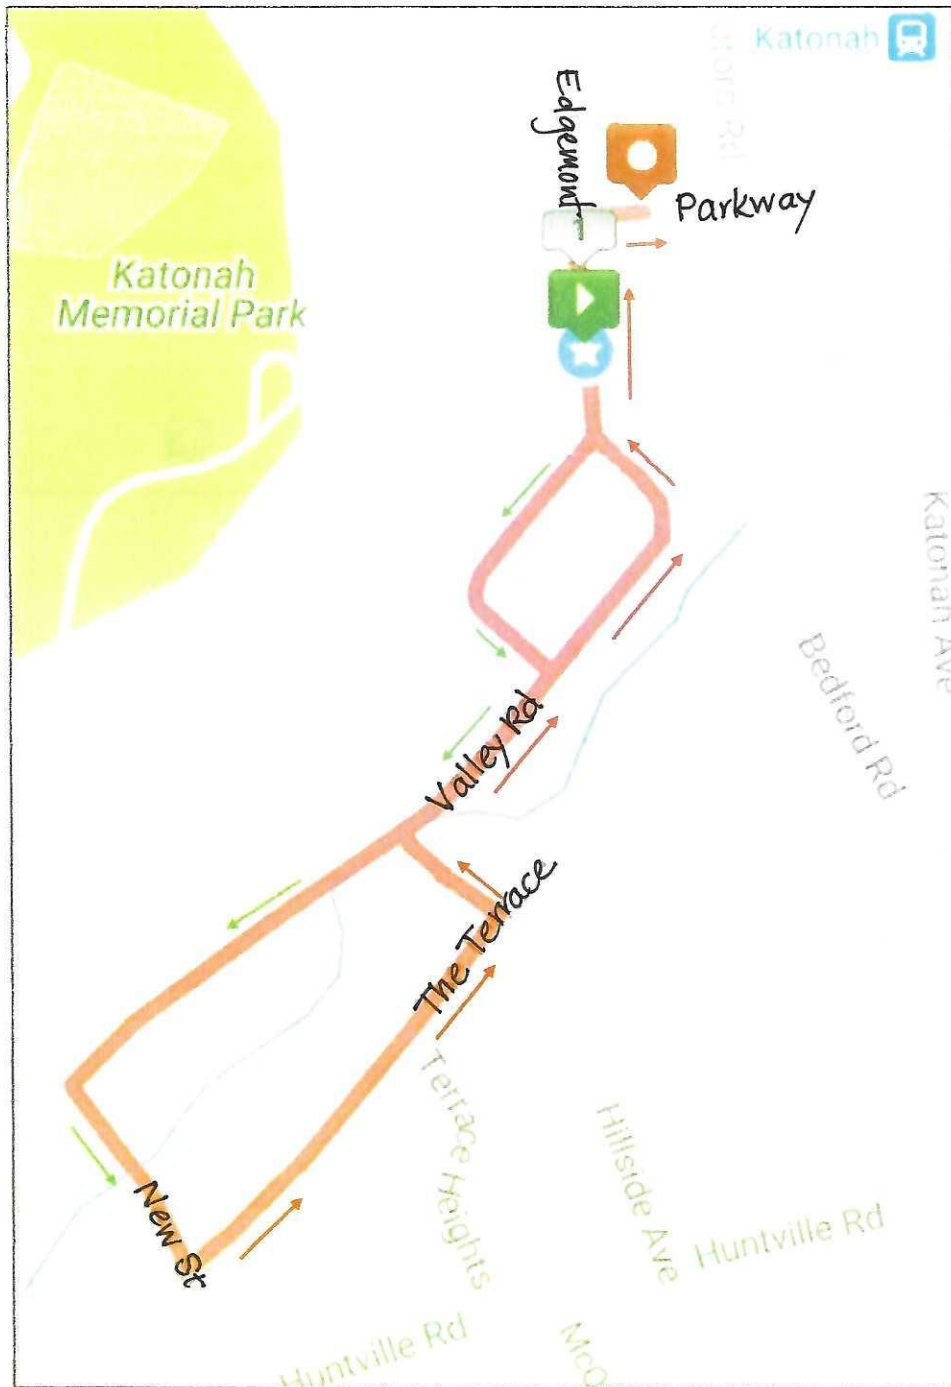 Katonah
Edgemont
Parkway
1
Katonah
Memorial Park
Katonah Ave
Bedford Rd
Valley Rd
The Terrace
Terrace Heights
Hillside Ave
New St
Huntville Rd
Huntville Rd